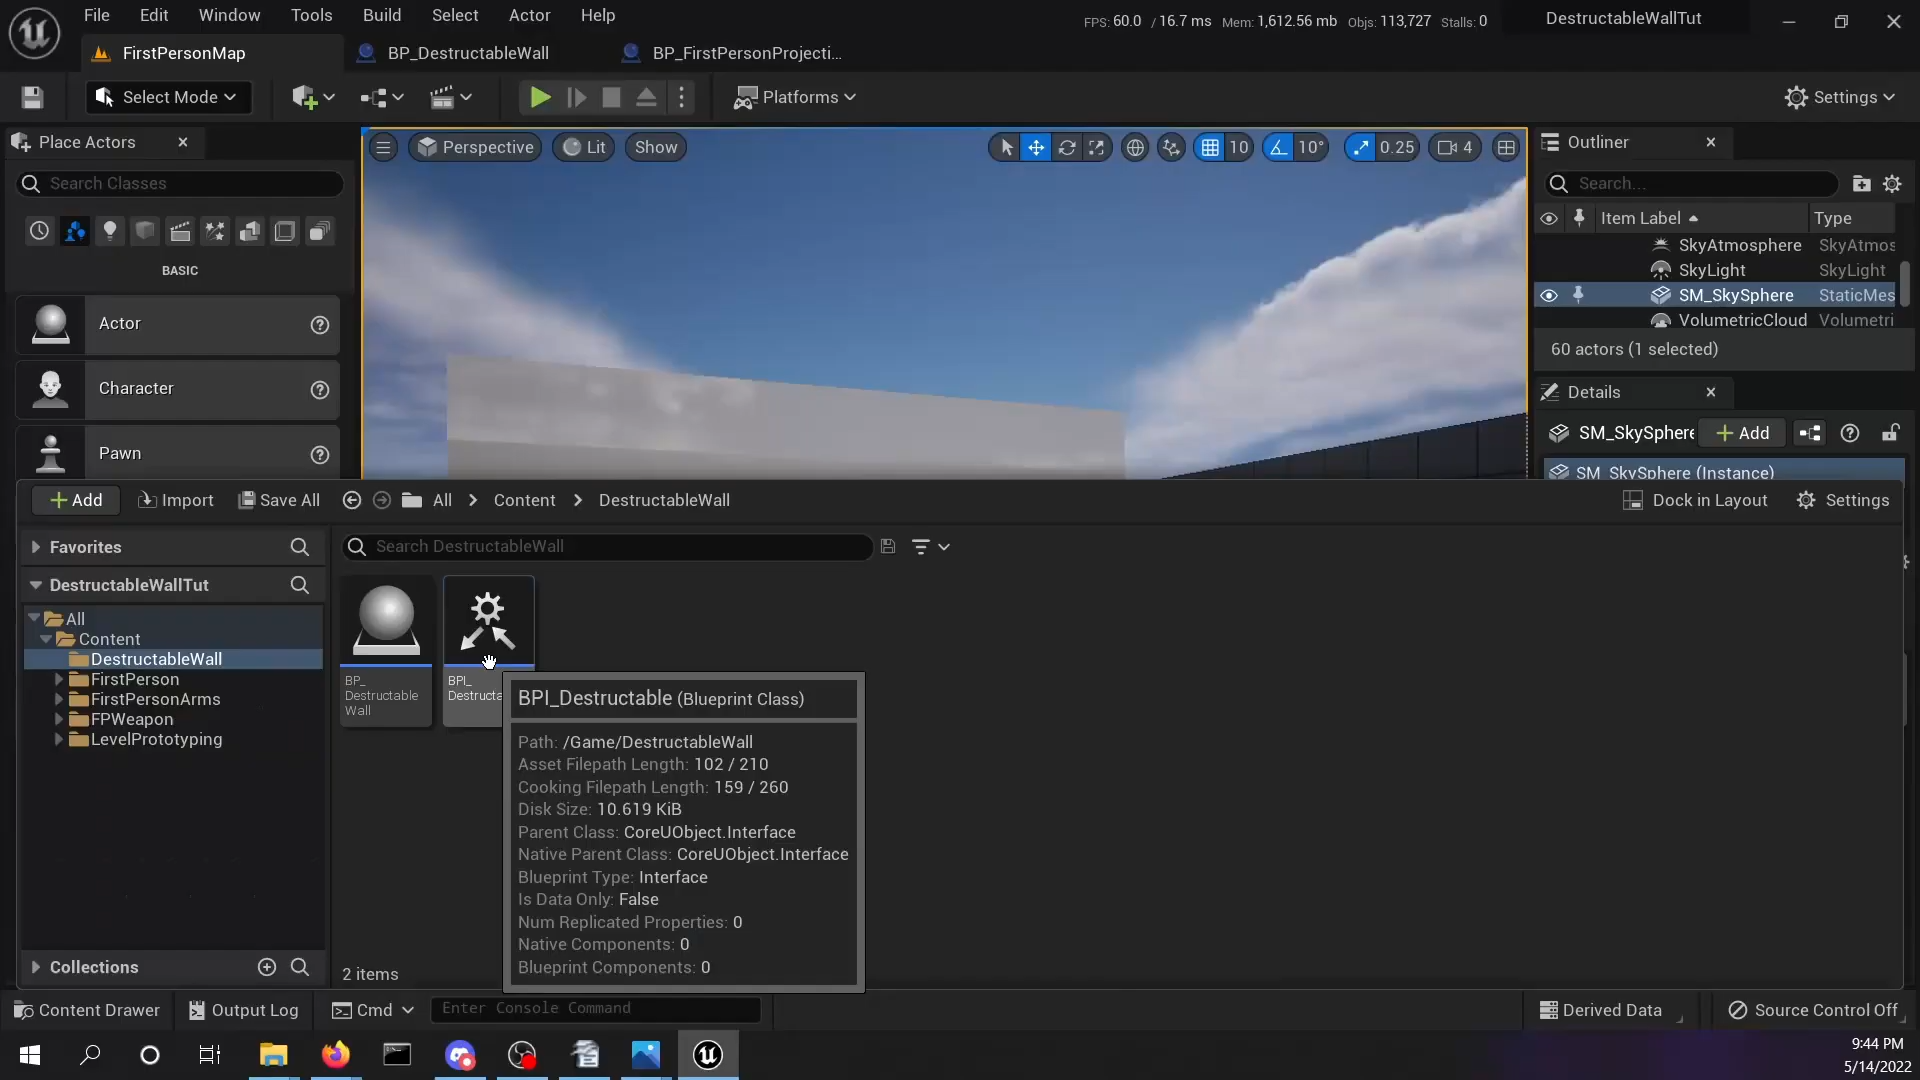 File Edit Window Tools Build Select Actor Help
FPS: 60.0 / 16.7 ms Mem: 1,612.56 mb Objs: 113,727 Stalls: 0
DestructableWallTut
FirstPersonMap
BP_DestructableWall
BP_FirstPersonProjecti...
Select Mode
Platforms
Settings
Place Actors
Perspective
Lit
Show
10
10°
0.25
4
Outliner
Search Classes
Search...
Item Label
Type
SkyAtmosphere SkyAtmos
SkyLight SkyLight
SM_SkySphere StaticMes
VolumetricCloud Volumetri
60 actors (1 selected)
BASIC
Actor
Character
Pawn
Details
SM_SkySphere
Add
SM_SkySphere (Instance)
Add
Import
Save All
All
Content
DestructableWall
Dock in Layout
Settings
Favorites
Search DestructableWall
DestructableWallTut
All
Content
DestructableWall
FirstPerson
FirstPersonArms
FPWeapon
LevelPrototyping
Collections
BP_
Destructable
Wall
BPI_
Destructa
BPI_Destructable (Blueprint Class)
Path: /Game/DestructableWall
Asset Filepath Length: 102 / 210
Cooking Filepath Length: 159 / 260
Disk Size: 10.619 KiB
Parent Class: CoreUObject.Interface
Native Parent Class: CoreUObject.Interface
Blueprint Type: Interface
Is Data Only: False
Num Replicated Properties: 0
Native Components: 0
Blueprint Components: 0
2 items
Content Drawer
Output Log
Cmd
Enter Console Command
Derived Data
Source Control Off
9:44 PM
5/14/2022